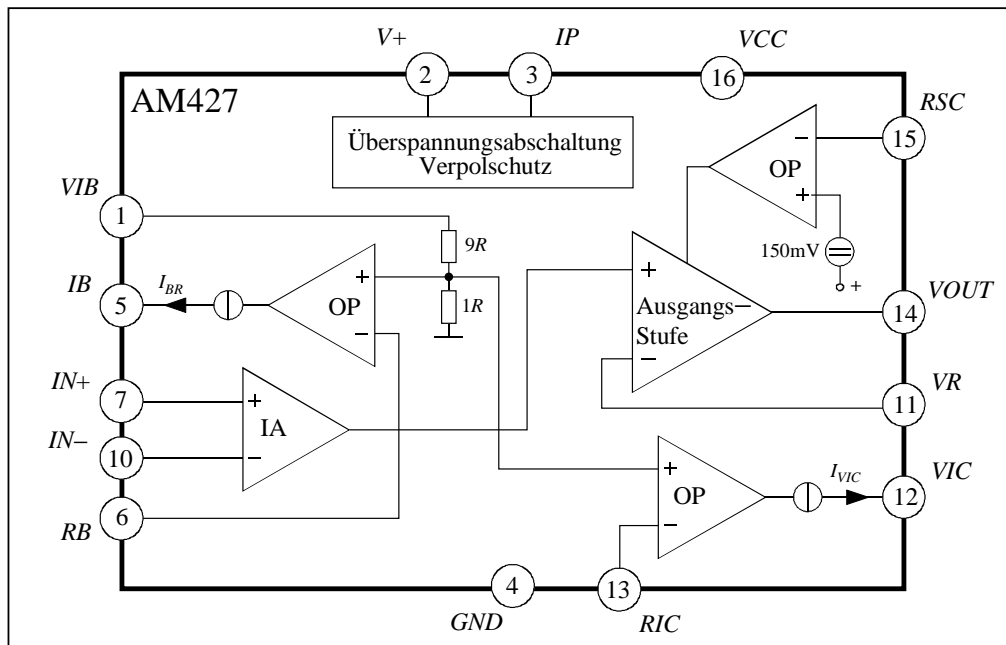 V+
IP
VCC
2
3
16
AM427
RSC
15
Überspannungsabschaltung
Verpolschutz
−
OP
+
VIB
1
9R
150mV
IB
I_BR
5
+
OP
−
1R
+
Ausgangs−
Stufe
−
+
VOUT
14
IN+
7
+
IA
−
VR
11
IN−
10
VIC
+
OP
−
I_VIC
12
6
RB
4
GND
13
RIC